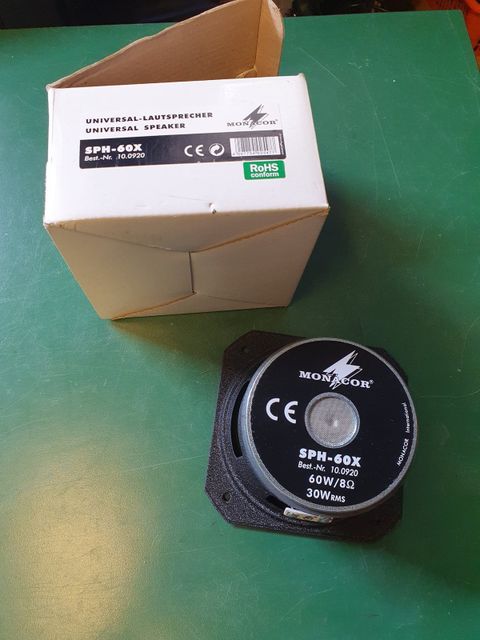 UNIVERSAL-LAUTSPRECHER
UNIVERSAL SPEAKER
MONACOR®
SPH-60X
Best.-Nr. 10.0920
CE
RoHS
conform
MONACOR®
CE
SPH-60X
Best.-Nr. 10.0920
60W/8Ω
30WRMS
MONACOR International